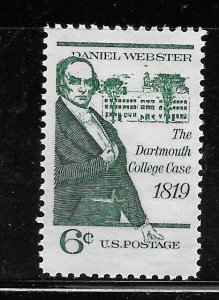 DANIEL WEBSTER
The
Dartmouth
College Case
1819
6¢ U.S. POSTAGE